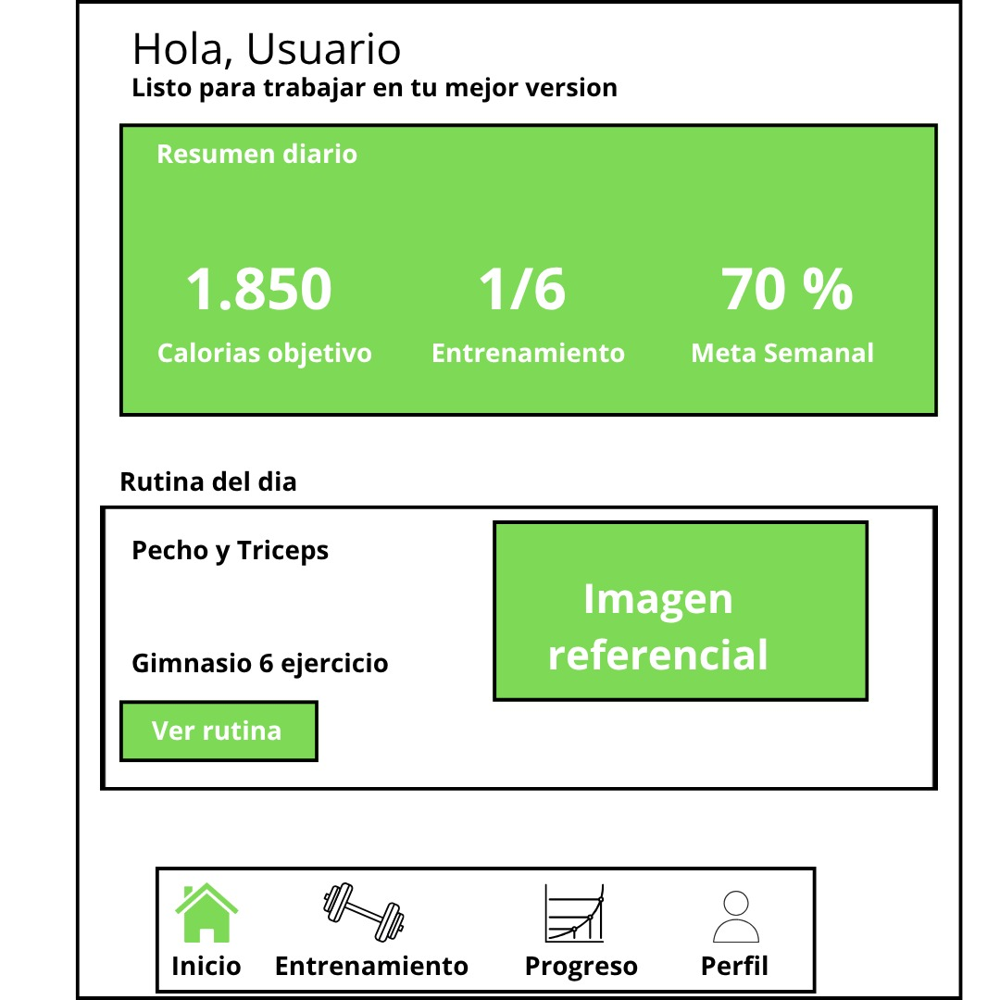 Hola, Usuario
Listo para trabajar en tu mejor version
Resumen diario
1.850
1/6
70 %
Calorias objetivo
Entrenamiento
Meta Semanal
Rutina del dia
Pecho y Triceps
Imagen
referencial
Gimnasio 6 ejercicio
Ver rutina
Inicio
Entrenamiento
Progreso
Perfil